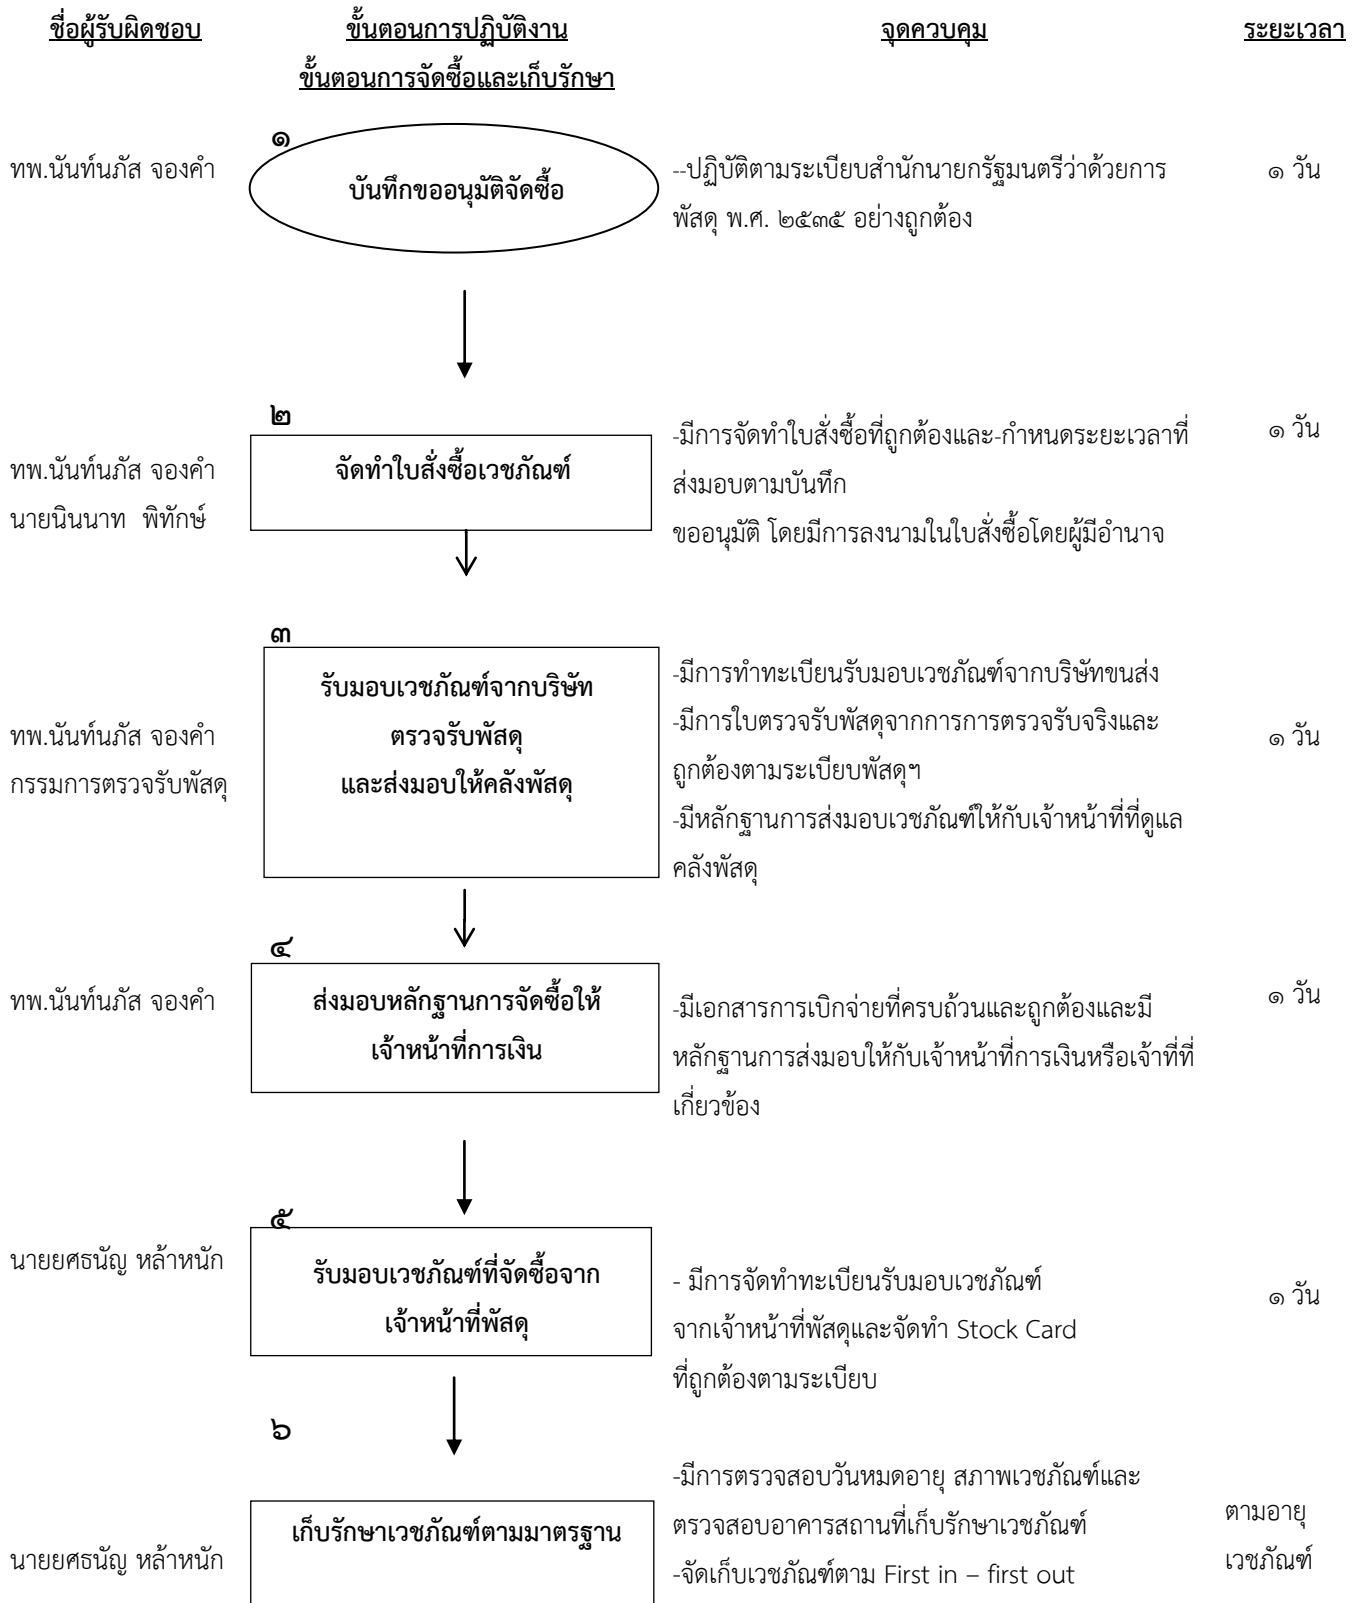 ชื่อผู้รับผิดชอบ ขั้นตอนการปฏิบัติงาน จุดควบคุม ระยะเวลา
ขั้นตอนการจัดซื้อและเก็บรักษา
๑
ทพ.นันท์นภัส จองคำ บันทึกขออนุมัติจัดซื้อ --ปฏิบัติตามระเบียบสำนักนายกรัฐมนตรีว่าด้วยการ ๑ วัน
พัสดุ พ.ศ. ๒๕๓๕ อย่างถูกต้อง
๒
ทพ.นันท์นภัส จองคำ จัดทำใบสั่งซื้อเวชภัณฑ์ -มีการจัดทำใบสั่งซื้อที่ถูกต้องและ-กำหนดระยะเวลาที่ ๑ วัน
นายนินนาท พิทักษ์ ส่งมอบตามบันทึก
ขออนุมัติ โดยมีการลงนามในใบสั่งซื้อโดยผู้มีอำนาจ
๓
รับมอบเวชภัณฑ์จากบริษัท -มีการทำทะเบียนรับมอบเวชภัณฑ์จากบริษัทขนส่ง
ทพ.นันท์นภัส จองคำ ตรวจรับพัสดุ -มีการใบตรวจรับพัสดุจากการการตรวจรับจริงและ ๑ วัน
กรรมการตรวจรับพัสดุ และส่งมอบให้คลังพัสดุ ถูกต้องตามระเบียบพัสดุฯ
-มีหลักฐานการส่งมอบเวชภัณฑ์ให้กับเจ้าหน้าที่ที่ดูแล
คลังพัสดุ
๔
ทพ.นันท์นภัส จองคำ ส่งมอบหลักฐานการจัดซื้อให้ -มีเอกสารการเบิกจ่ายที่ครบถ้วนและถูกต้องและมี ๑ วัน
เจ้าหน้าที่การเงิน หลักฐานการส่งมอบให้กับเจ้าหน้าที่การเงินหรือเจ้าที่ที่
เกี่ยวข้อง
๕
นายยศธนัญ หล้าหนัก รับมอบเวชภัณฑ์ที่จัดซื้อจาก - มีการจัดทำทะเบียนรับมอบเวชภัณฑ์ ๑ วัน
เจ้าหน้าที่พัสดุ จากเจ้าหน้าที่พัสดุและจัดทำ Stock Card
ที่ถูกต้องตามระเบียบ
๖
-มีการตรวจสอบวันหมดอายุ สภาพเวชภัณฑ์และ
เก็บรักษาเวชภัณฑ์ตามมาตรฐาน ตรวจสอบอาคารสถานที่เก็บรักษาเวชภัณฑ์ ตามอายุ
นายยศธนัญ หล้าหนัก -จัดเก็บเวชภัณฑ์ตาม First in – first out เวชภัณฑ์